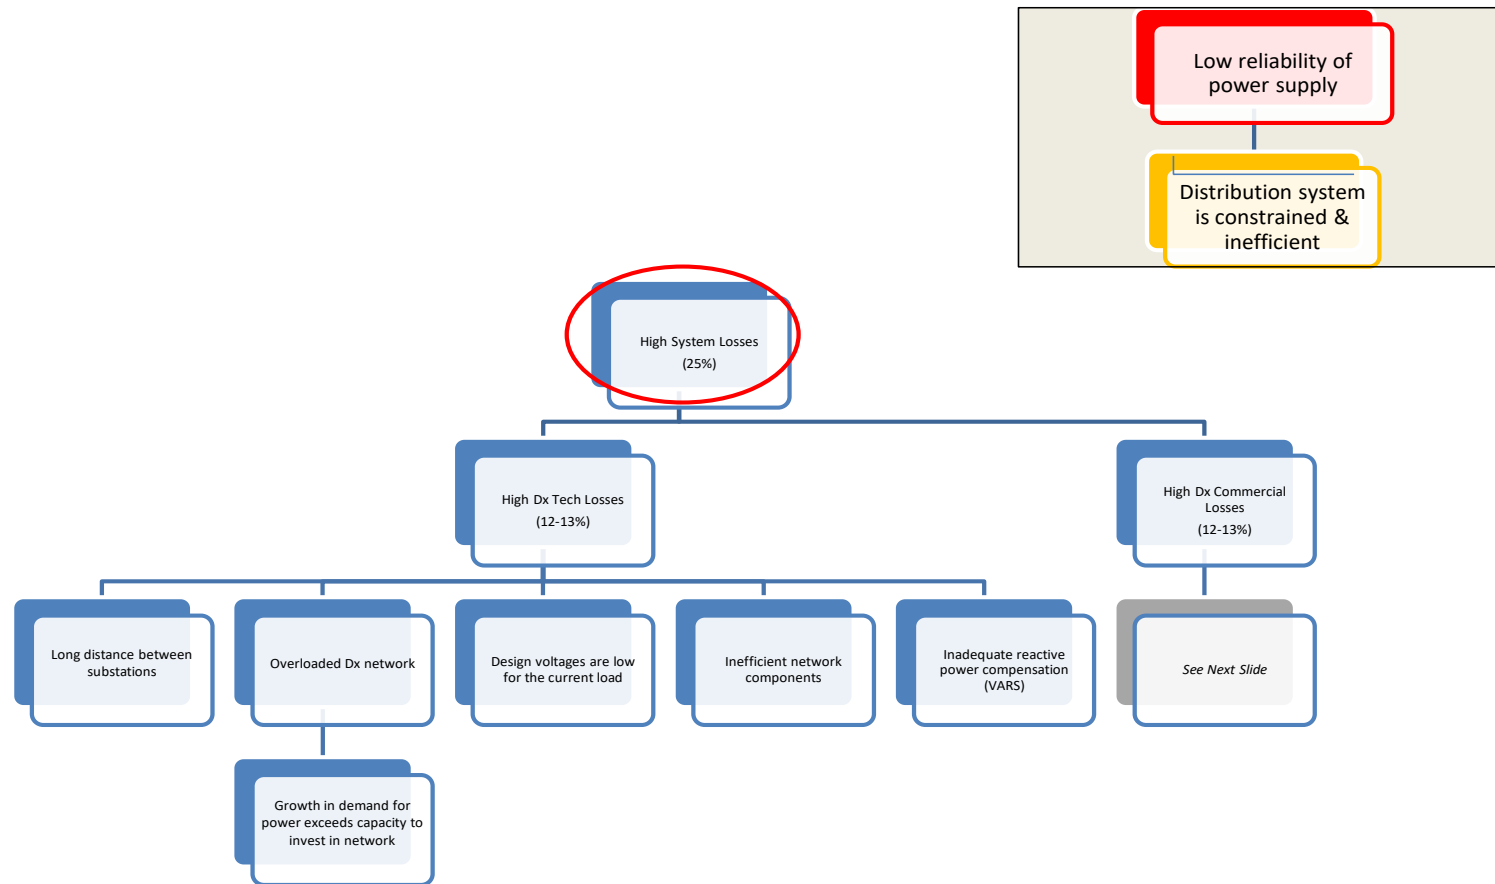 Low reliability of
power supply
Distribution system
is constrained &
inefficient
High System Losses
(25%)
High Dx Tech Losses
(12-13%)
High Dx Commercial
Losses
(12-13%)
Long distance between
substations
Overloaded Dx network
Design voltages are low
for the current load
Inefficient network
components
Inadequate reactive
power compensation
(VARS)
See Next Slide
Growth in demand for
power exceeds capacity to
invest in network